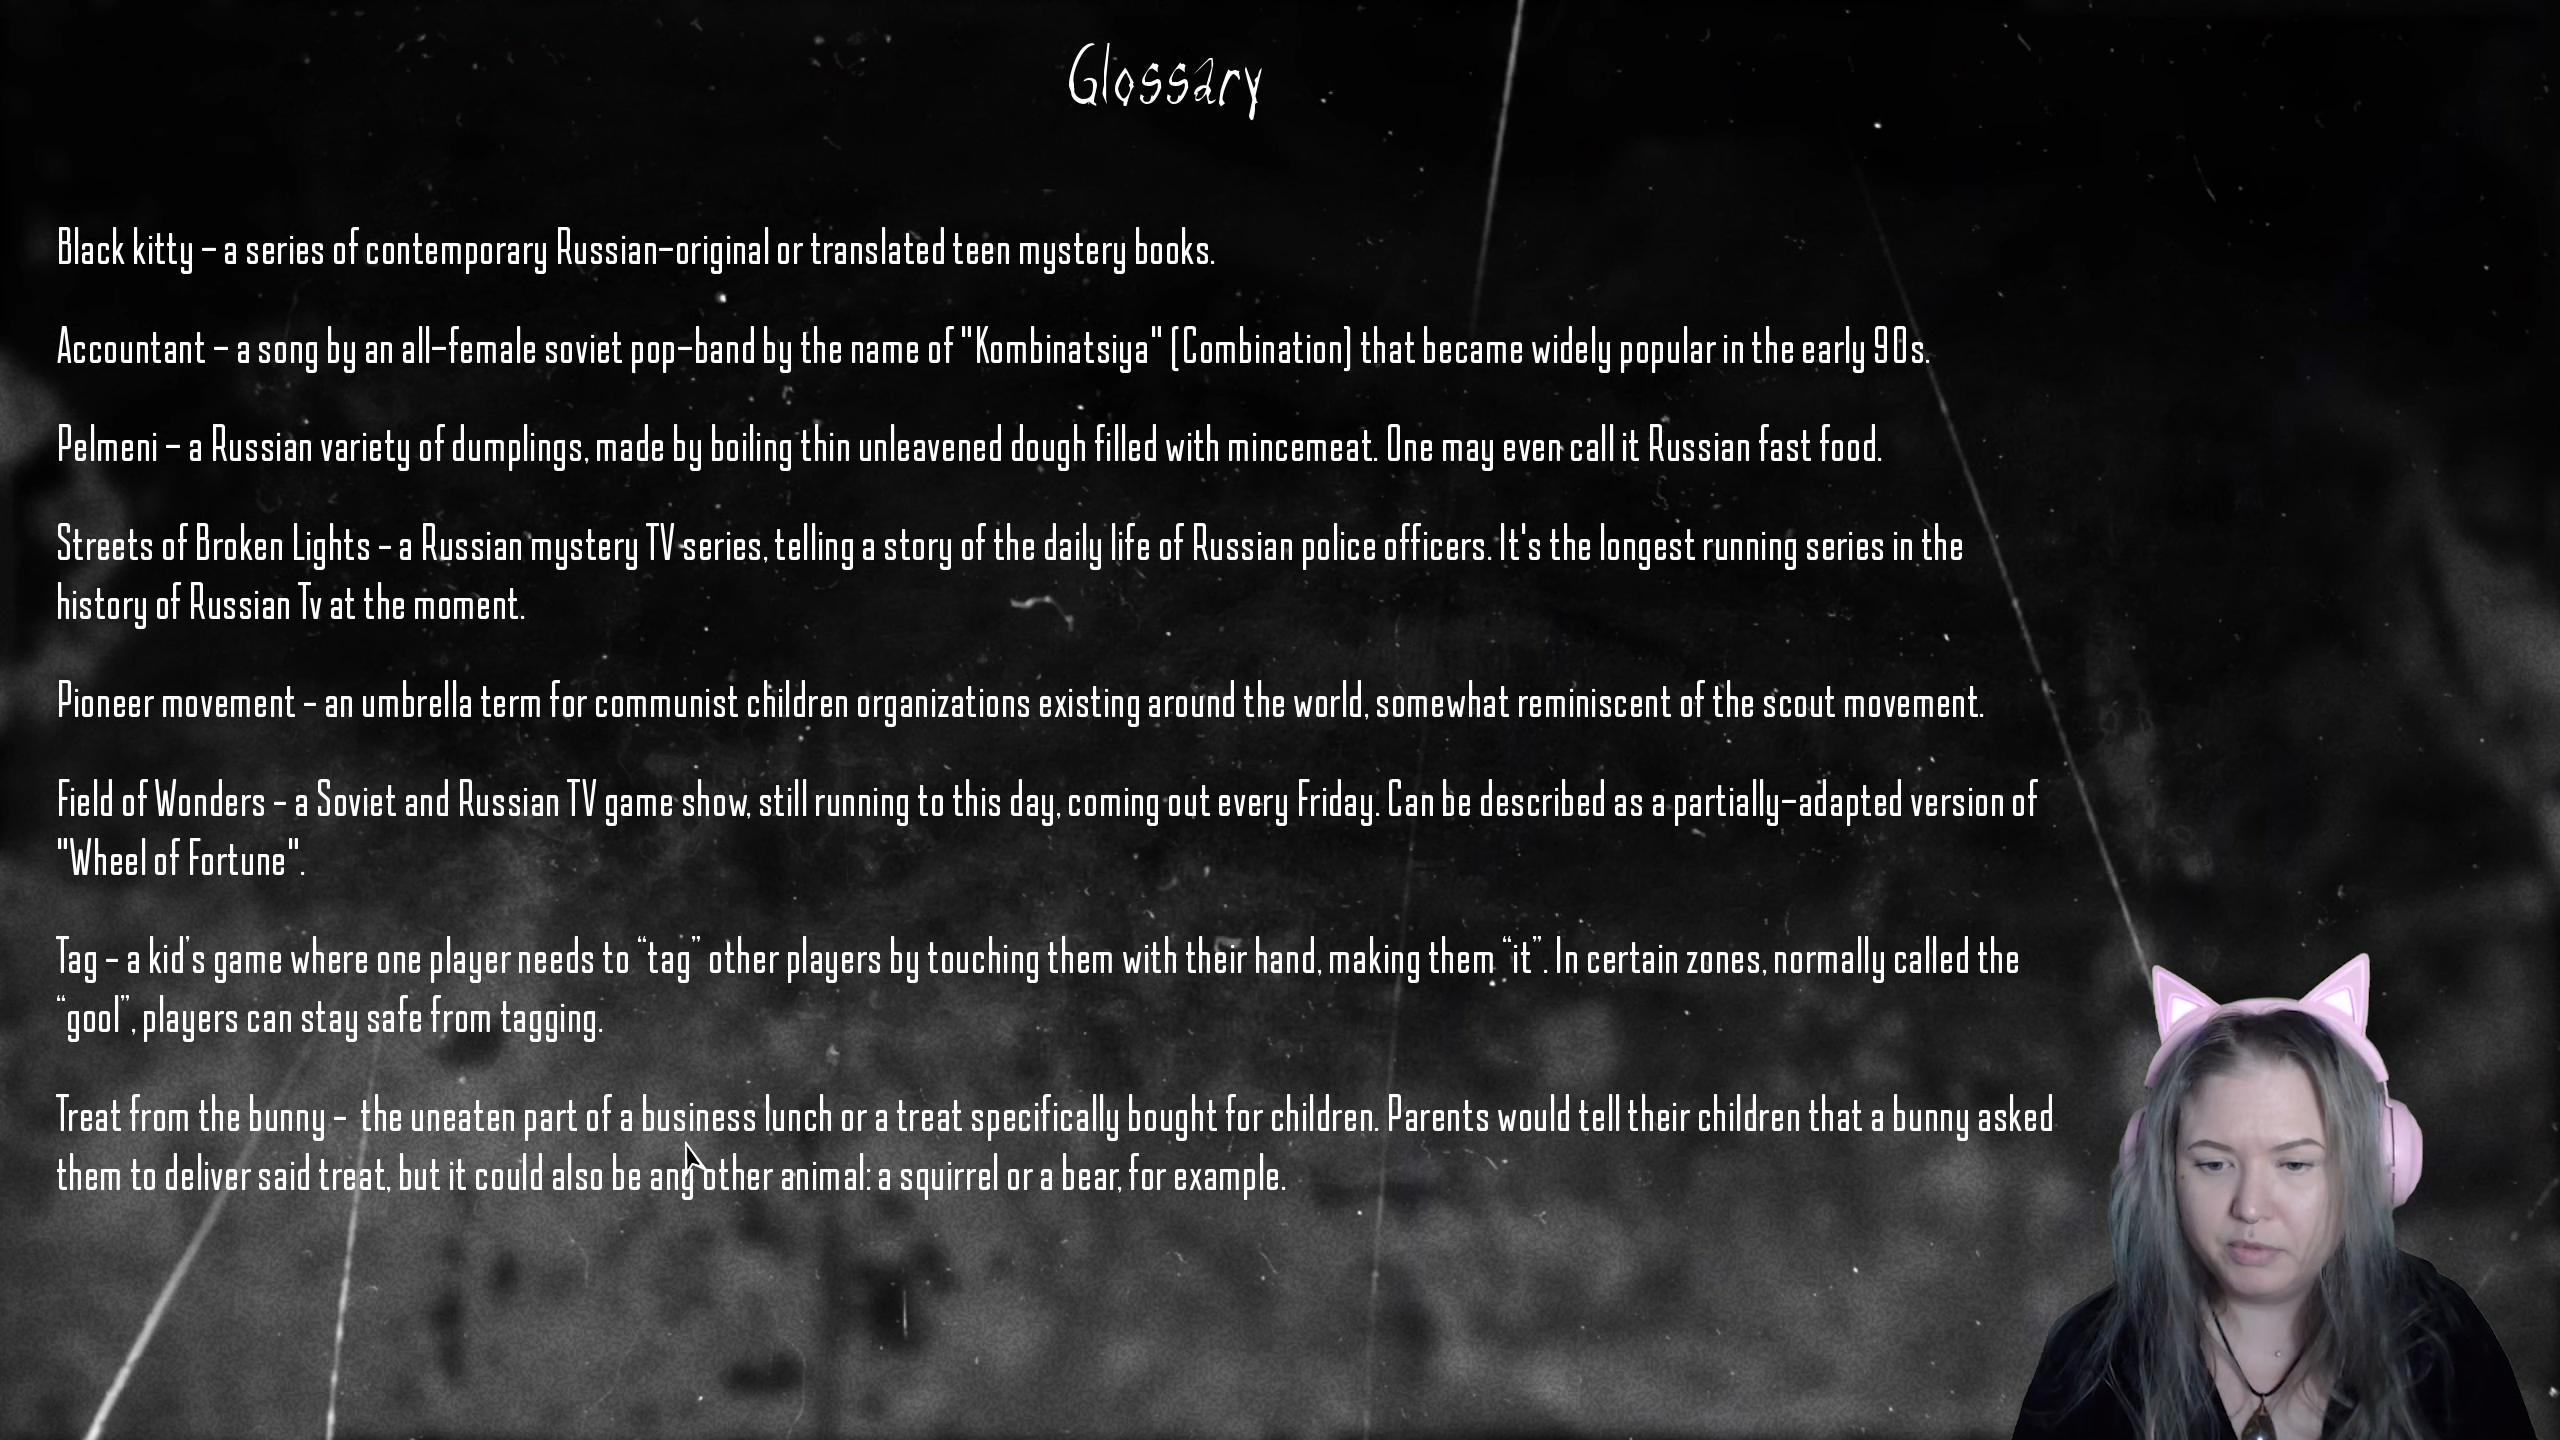 Glossary
Black kitty – a series of contemporary Russian-original or translated teen mystery books.
Accountant – a song by an all-female soviet pop-band by the name of "Kombinatsiya" (Combination) that became widely popular in the early 90s.
Pelmeni – a Russian variety of dumplings, made by boiling thin unleavened dough filled with mincemeat. One may even call it Russian fast food.
Streets of Broken Lights - a Russian mystery TV series, telling a story of the daily life of Russian police officers. It's the longest running series in the
history of Russian Tv at the moment.
Pioneer movement - an umbrella term for communist children organizations existing around the world, somewhat reminiscent of the scout movement.
Field of Wonders - a Soviet and Russian TV game show, still running to this day, coming out every Friday. Can be described as a partially-adapted version of
"Wheel of Fortune".
Tag - a kid’s game where one player needs to “tag” other players by touching them with their hand, making them “it”. In certain zones, normally called the
“gool”, players can stay safe from tagging.
Treat from the bunny - the uneaten part of a business lunch or a treat specifically bought for children. Parents would tell their children that a bunny asked
them to deliver said treat, but it could also be any other animal: a squirrel or a bear, for example.